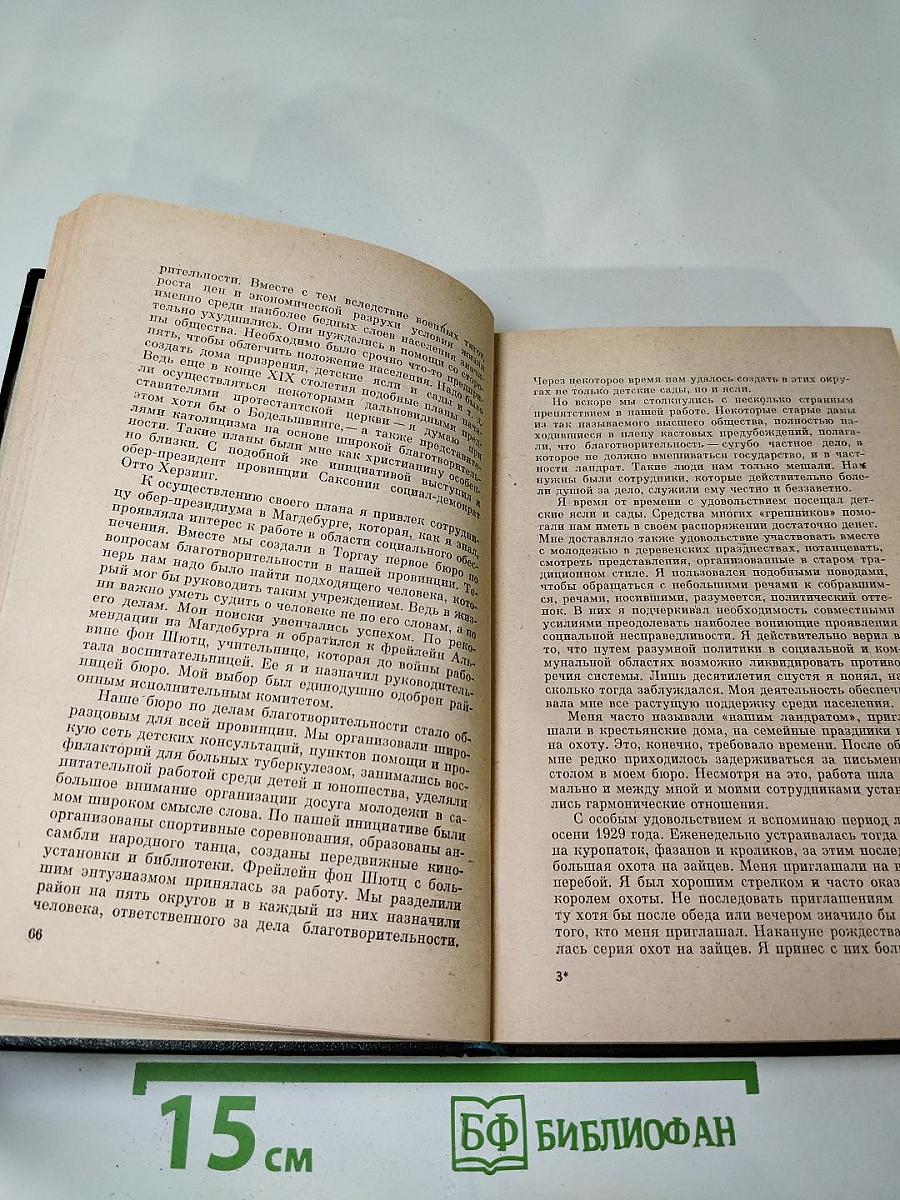 рительности. Вместе с тем вследствие военных тягот,
роста цен и экономической разрухи условия жизни
именно среди наиболее бедных слоев населения значи-
тельно ухудшились. Они нуждались в помощи со сторо-
ны общества. Необходимо было срочно что-то предпри-
нять, чтобы облегчить положение населения. Надо было
создать дома призрения, детские ясли и сады и т. д.
Ведь еще в конце XIX столетия подобные планы нача-
ли осуществляться некоторыми дальновидными пред-
ставителями протестантской церкви — я думаю при
этом хотя бы о Бодельшвинге,— а также представите-
лями католицизма на основе широкой благотворитель-
ности. Такие планы были мне как христианину особен-
но близки. С подобной же инициативой выступил и
обер-президент провинции Саксония социал-демократ
Отто Херзинг.
К осуществлению своего плана я привлек сотрудни-
цу обер-президиума в Магдебурге, которая, как я знал,
проявляла интерес к работе в области социального обес-
печения. Вместе мы создали в Торгау первое бюро по
вопросам благотворительности в нашей провинции. Те-
перь нам надо было найти подходящего человека, кото-
рый мог бы руководить таким учреждением. Ведь в жиз-
ни важно уметь судить о человеке не по его словам, а по
его делам. Мои поиски увенчались успехом. По реко-
мендации из Магдебурга я обратился к фрейлейн Аль-
вине фон Шютц, учительнице, которая до войны рабо-
тала воспитательницей. Ее я и назначил руководитель-
ницей бюро. Мой выбор был единодушно одобрен рай-
онным исполнительным комитетом.
Наше бюро по делам благотворительности стало об-
разцовым для всей провинции. Мы организовали широ-
кую сеть детских консультаций, пунктов помощи и про-
филакторий для больных туберкулезом, занимались вос-
питательной работой среди детей и юношества, уделяли
большое внимание организации досуга молодежи в са-
мом широком смысле слова. По нашей инициативе были
организованы спортивные соревнования, образованы ан-
самбли народного танца, созданы передвижные кино-
установки и библиотеки. Фрейлейн фон Шютц с боль-
шим энтузиазмом принялась за работу. Мы разделили
район на пять округов и в каждый из них назначили
человека, ответственного за дела благотворительности.
66
Через некоторое время нам удалось создать в этих окру-
гах не только детские сады, но и ясли.
Но вскоре мы столкнулись с несколько странным
препятствием в нашей работе. Некоторые старые дамы
из так называемого высшего общества, полностью на-
ходившиеся в плену кастовых предубеждений, полага-
ли, что благотворительность — сугубо частное дело, в
которое не должно вмешиваться государство, и в част-
ности ландрат. Такие люди нам только мешали. Нам
нужны были сотрудники, которые действительно боле-
ли душой за дело, служили ему честно и беззаветно.
Я время от времени с удовольствием посещал дет-
ские ясли и сады. Средства многих «грешников» помо-
гали нам иметь в своем распоряжении достаточно денег.
Мне доставляло также удовольствие участвовать вместе
с молодежью в деревенских празднествах, потанцевать,
смотреть представления, организованные в старом тра-
диционном стиле. Я пользовался подобными поводами,
чтобы обращаться с небольшими речами к собравшим-
ся, речами, носившими, разумеется, политический отте-
нок. В них я подчеркивал необходимость совместными
усилиями преодолевать наиболее вопиющие проявления
социальной несправедливости. Я действительно верил в
то, что путем разумной политики в социальной и ком-
мунальной областях возможно ликвидировать противо
речия системы. Лишь десятилетия спустя я понял, на
сколько тогда заблуждался. Моя деятельность обеспечи
вала мне все растущую поддержку среди населения.
Меня часто называли «нашим ландратом», пригл
шали в крестьянские дома, на семейные праздники и
на охоту. Это, конечно, требовало времени. После об
мне редко приходилось задерживаться за письмен
столом в моем бюро. Несмотря на это, работа шла
мально и между мной и моими сотрудниками устан
лись гармонические отношения.
С особым удовольствием я вспоминаю период л
осени 1929 года. Еженедельно устраивалась тогда
на куропаток, фазанов и кроликов, за этим послед
большая охота на зайцев. Меня приглашали на
перебой. Я был хорошим стрелком и часто оказ
королем охоты. Не последовать приглашениям
ту хотя бы после обеда или вечером значило бы
того, кто меня приглашал. Накануне рождества
лась серия охот на зайцев. Я принес с них боль
3*
15 см
БФ БИБЛИОФАН